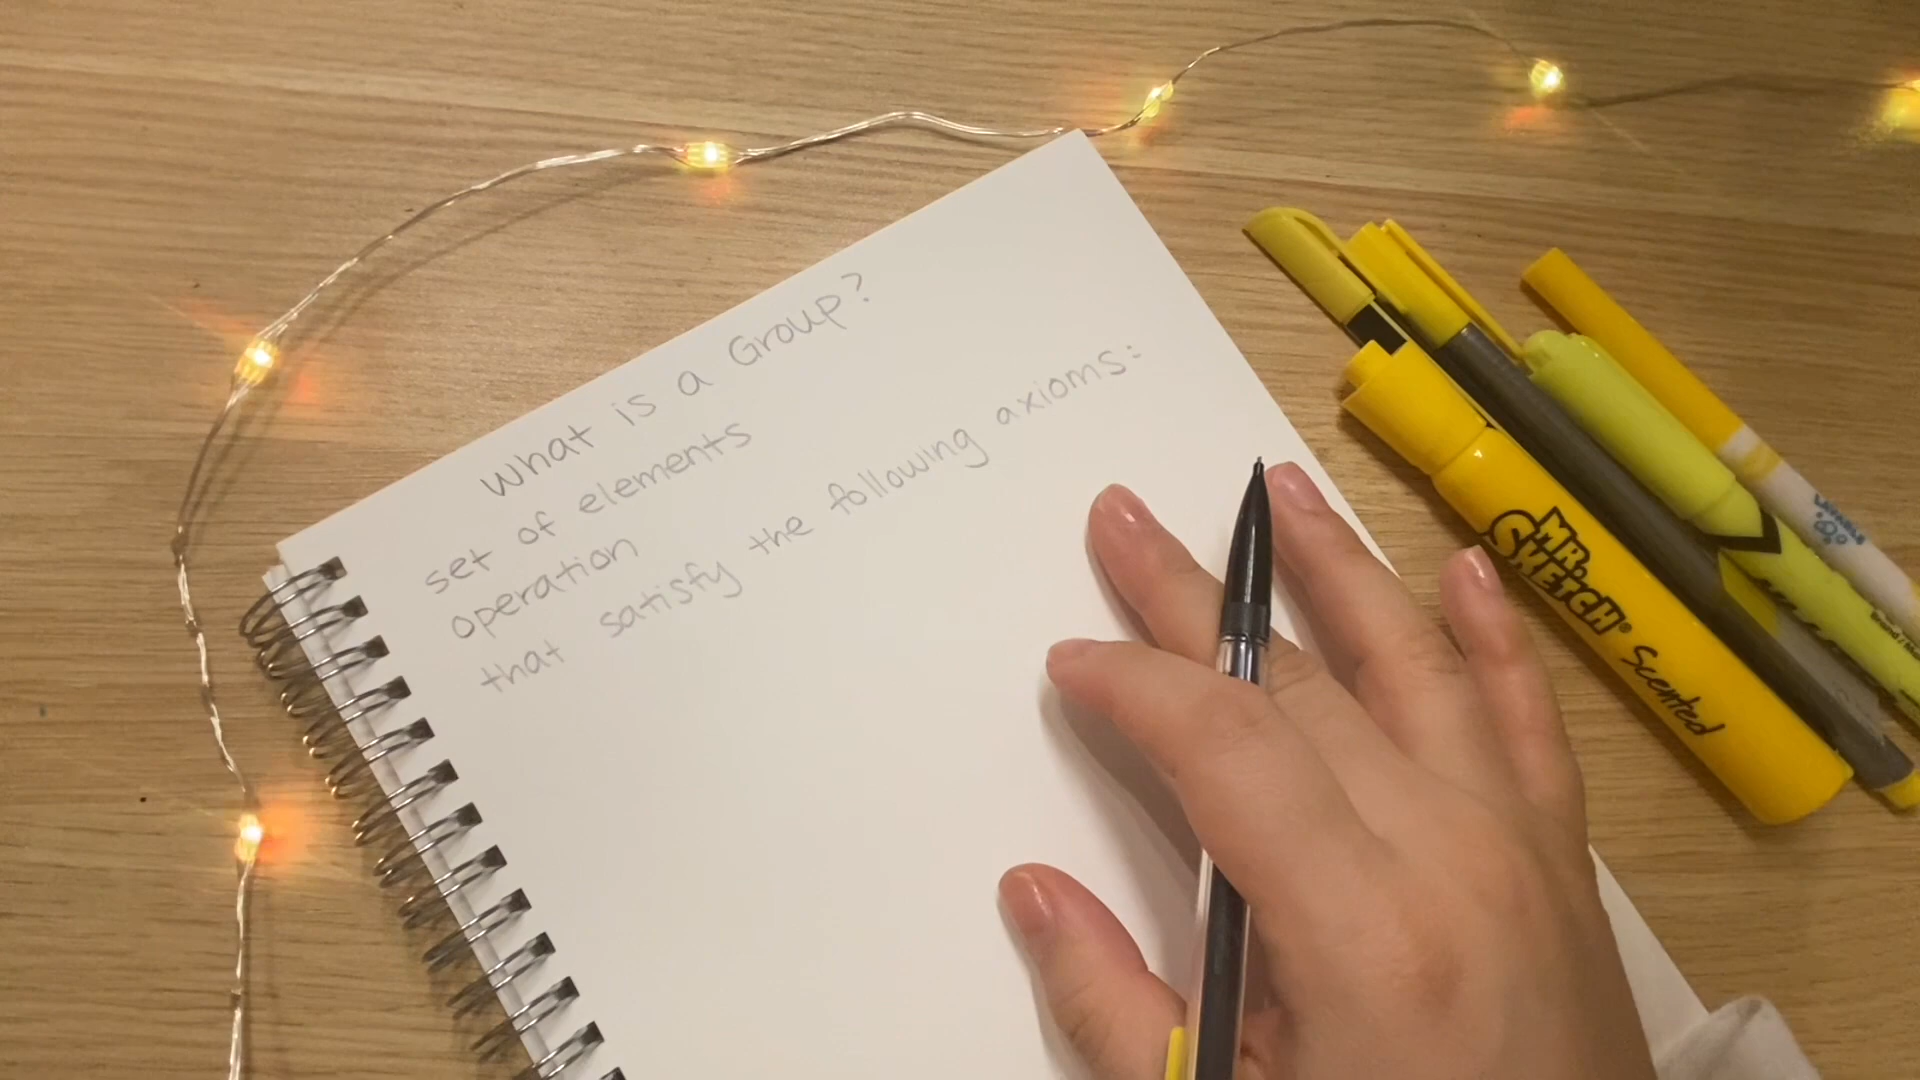 What is a Group?
set of elements
operation
that satisfy the following axioms:
MR.
SKETCH®
Scented